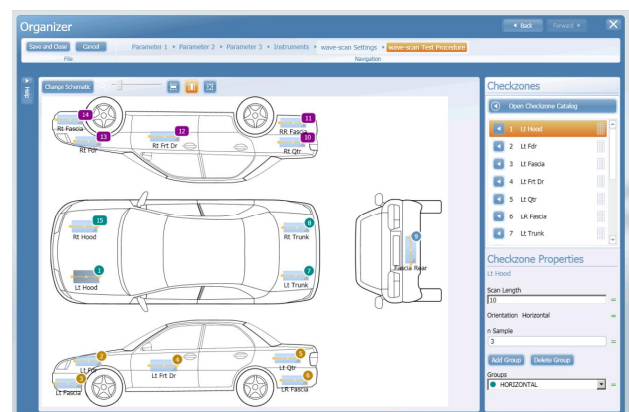 Organizer
Back
Forward
X
Save and Close
Cancel
File
Parameter 1 • Parameter 2 • Parameter 3 • Instruments • wave-scan Settings • wave-scan Test Procedure
Navigation
Help
Change Schematic
14
Rt Fascia
13
Rt Fdr
12
Rt Frt Dr
11
RR Fascia
10
Rt Qtr
15
Rt Hood
1
Lt Hood
8
Rt Trunk
7
Lt Trunk
9
Fascia Rear
2
Lt Fdr
3
Lt Fascia
4
Lt Frt Dr
5
Lt Qtr
6
LR Fascia
Checkzones
Open Checkzone Catalog
1 Lt Hood
2 Lt Fdr
3 Lt Fascia
4 Lt Frt Dr
5 Lt Qtr
6 LR Fascia
7 Lt Trunk
Checkzone Properties
Lt Hood
Scan Length
10
Orientation Horizontal
n Sample
3
Add Group
Delete Group
Groups
HORIZONTAL